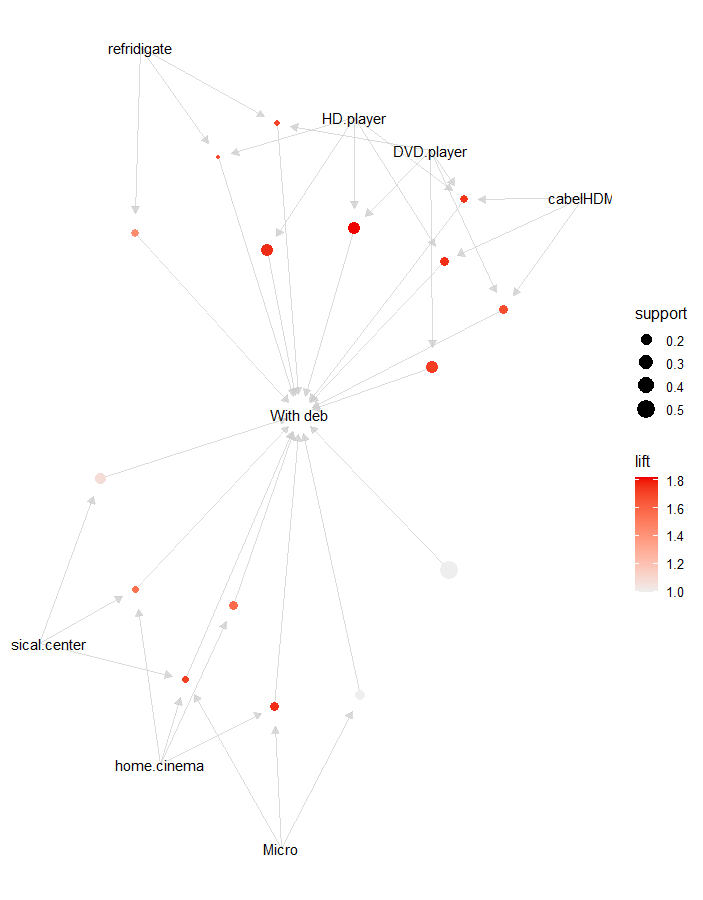 refridigate
HD.player
DVD.player
cabelHDM
support
0.2
0.3
0.4
0.5
With deb
lift
1.8
1.6
1.4
1.2
1.0
sical.center
home.cinema
Micro